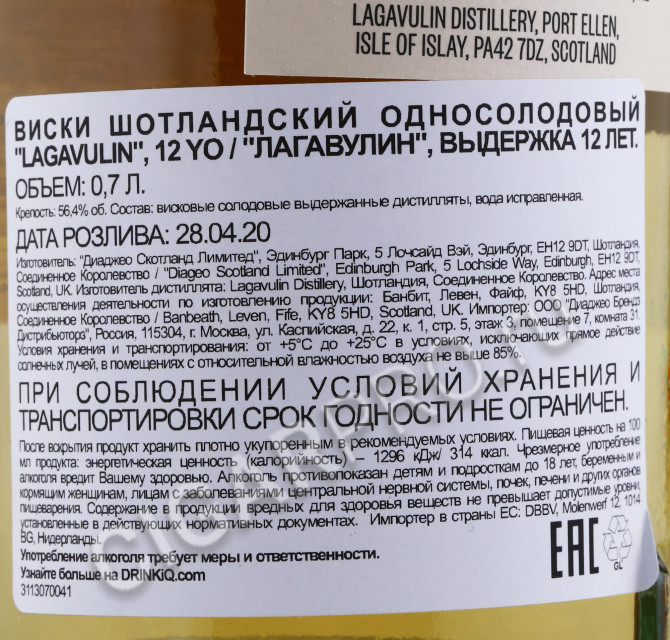 LAGAVULIN DISTILLERY, PORT ELLEN,
ISLE OF ISLAY, PA42 7DZ, SCOTLAND
ВИСКИ ШОТЛАНДСКИЙ ОДНОСОЛОДОВЫЙ
"LAGAVULIN", 12 YO / "ЛАГАВУЛИН", ВЫДЕРЖКА 12 ЛЕТ.
ОБЪЕМ: 0,7 Л.
Крепость: 56,4% об. Состав: висковые солодовые выдержанные дистилляты, вода исправленная.
ДАТА РОЗЛИВА: 28.04.20
Изготовитель: "Диаджео Скотланд Лимитед", Эдинбург Парк, 5 Лочсайд Вэй, Эдинбург, EH12 9DT, Шотландия,
Соединенное Королевство / "Diageo Scotland Limited", Edinburgh Park, 5 Lochside Way, Edinburgh, EH12 9DT,
Scotland, UK. Изготовитель дистиллята: Lagavulin Distillery, Шотландия, Соединенное Королевство. Адрес места
осуществления деятельности по изготовлению продукции: Банбит, Левен, Файф, KY8 5HD, Шотландия,
Соединенное Королевство / Banbeath, Leven, Fife, KY8 5HD, Scotland, UK. Импортер: ООО "Диаджео Брендз
Дистрибьюторз", Россия, 115304, г. Москва, ул. Каспийская, д. 22, к. 1, стр. 5, этаж 3, помещение 7, комната 31.
Условия хранения и транспортирования: от +5°C до +25°C в условиях, исключающих прямое действие
солнечных лучей, в помещениях с относительной влажностью воздуха не выше 85%.
ПРИ СОБЛЮДЕНИИ УСЛОВИЙ ХРАНЕНИЯ И
ТРАНСПОРТИРОВКИ СРОК ГОДНОСТИ НЕ ОГРАНИЧЕН.
После вскрытия продукт хранить плотно укупоренным в рекомендуемых условиях. Пищевая ценность на 100
мл продукта: энергетическая ценность (калорийность) – 1296 кДж/ 314 ккал. Чрезмерное употребление
алкоголя вредит Вашему здоровью. Алкоголь противопоказан детям и подросткам до 18 лет, беременным и
кормящим женщинам, лицам с заболеваниями центральной нервной системы, почек, печени и других органов
пищеварения. Содержание в продукции вредных для здоровья веществ не превышает допустимые уровни,
установленные в действующих нормативных документах. Импортер в страны ЕС: DBBV, Molenwerf 12, 1014
BG, Нидерланды.
Употребление алкоголя требует меры и ответственности.
Узнайте больше на DRINKiQ.com
3113070041
EAC
GL
CIGARPRO.ru